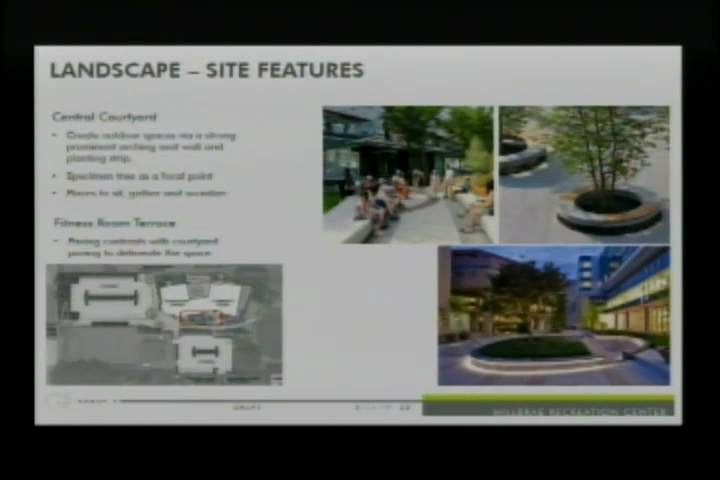 LANDSCAPE – SITE FEATURES
Central Courtyard
• Create outdoor spaces via a strong
prominent arching seat wall and
planting strip.
• Specimen tree as a focal point
• Places to sit, gather and socialize
Fitness Room Terrace
• Paving contrasts with courtyard
paving to delineate the space
DRAFT
MILLBRAE RECREATION CENTER